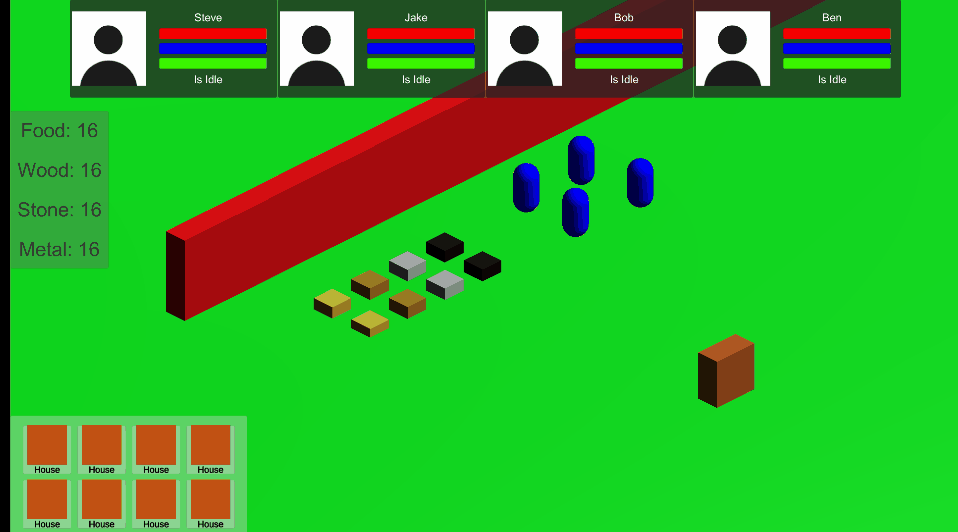 Steve
Jake
Bob
Ben
Is Idle
Is Idle
Is Idle
Is Idle
Food: 16
Wood: 16
Stone: 16
Metal: 16
House
House
House
House
House
House
House
House